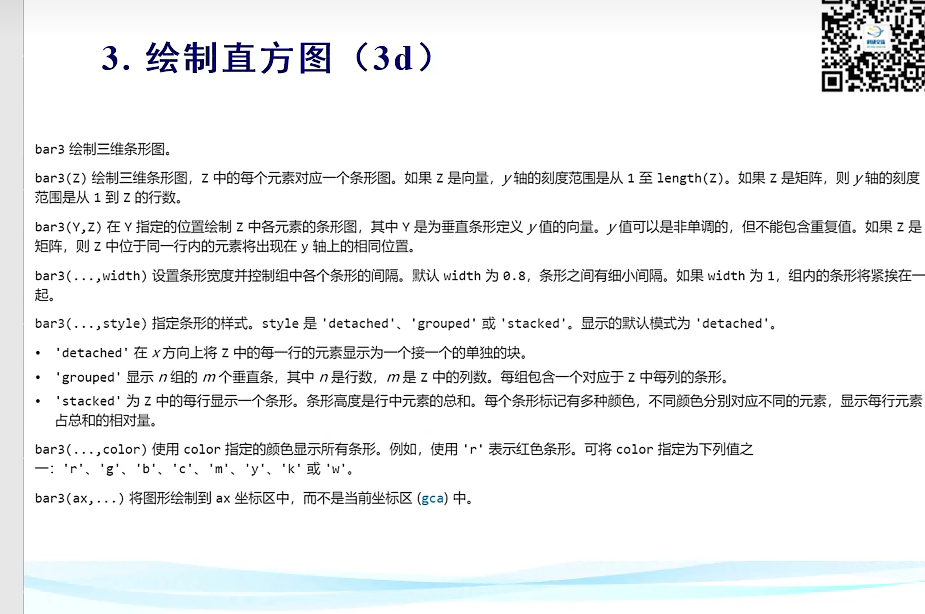 3. 绘制直方图（3d）
bar3 绘制三维条形图。
bar3(Z) 绘制三维条形图，Z 中的每个元素对应一个条形图。如果 Z 是向量，y 轴的刻度范围是从 1 至 length(Z)。如果 Z 是矩阵，则 y 轴的刻度
范围是从 1 到 Z 的行数。
bar3(Y,Z) 在 Y 指定的位置绘制 Z 中各元素的条形图，其中 Y 是为垂直条形定义 y 值的向量。y 值可以是非单调的，但不能包含重复值。如果 Z 是
矩阵，则 Z 中位于同一行内的元素将出现在 y 轴上的相同位置。
bar3(...,width) 设置条形宽度并控制组中各个条形的间隔。默认 width 为 0.8，条形之间有细小间隔。如果 width 为 1，组内的条形将紧挨在一
起。
bar3(...,style) 指定条形的样式。style 是 'detached'、'grouped' 或 'stacked'。显示的默认模式为 'detached'。
• 'detached' 在 x 方向上将 Z 中的每一行的元素显示为一个接一个的单独的块。
• 'grouped' 显示 n 组的 m 个垂直条，其中 n 是行数，m 是 Z 中的列数。每组包含一个对应于 Z 中每列的条形。
• 'stacked' 为 Z 中的每行显示一个条形。条形高度是行中元素的总和。每个条形标记有多种颜色，不同颜色分别对应不同的元素，显示每行元素
占总和的相对量。
bar3(...,color) 使用 color 指定的颜色显示所有条形。例如，使用 'r' 表示红色条形。可将 color 指定为下列值之
一：'r'、'g'、'b'、'c'、'm'、'y'、'k' 或 'w'。
bar3(ax,...) 将图形绘制到 ax 坐标区中，而不是当前坐标区 (gca) 中。